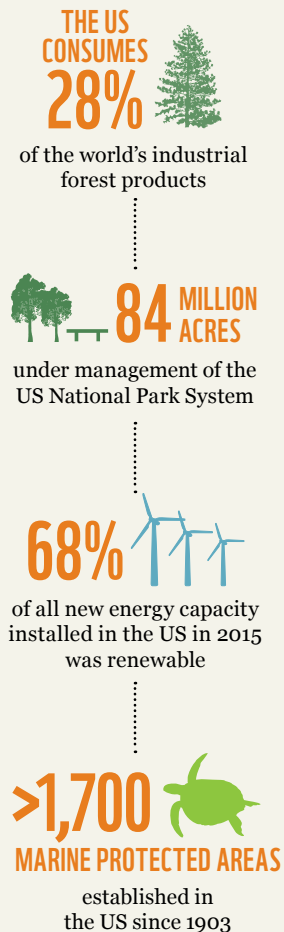 THE US
CONSUMES
28%
of the world's industrial
forest products
84 MILLION
ACRES
under management of the
US National Park System
68%
of all new energy capacity
installed in the US in 2015
was renewable
>1,700
MARINE PROTECTED AREAS
established in
the US since 1903